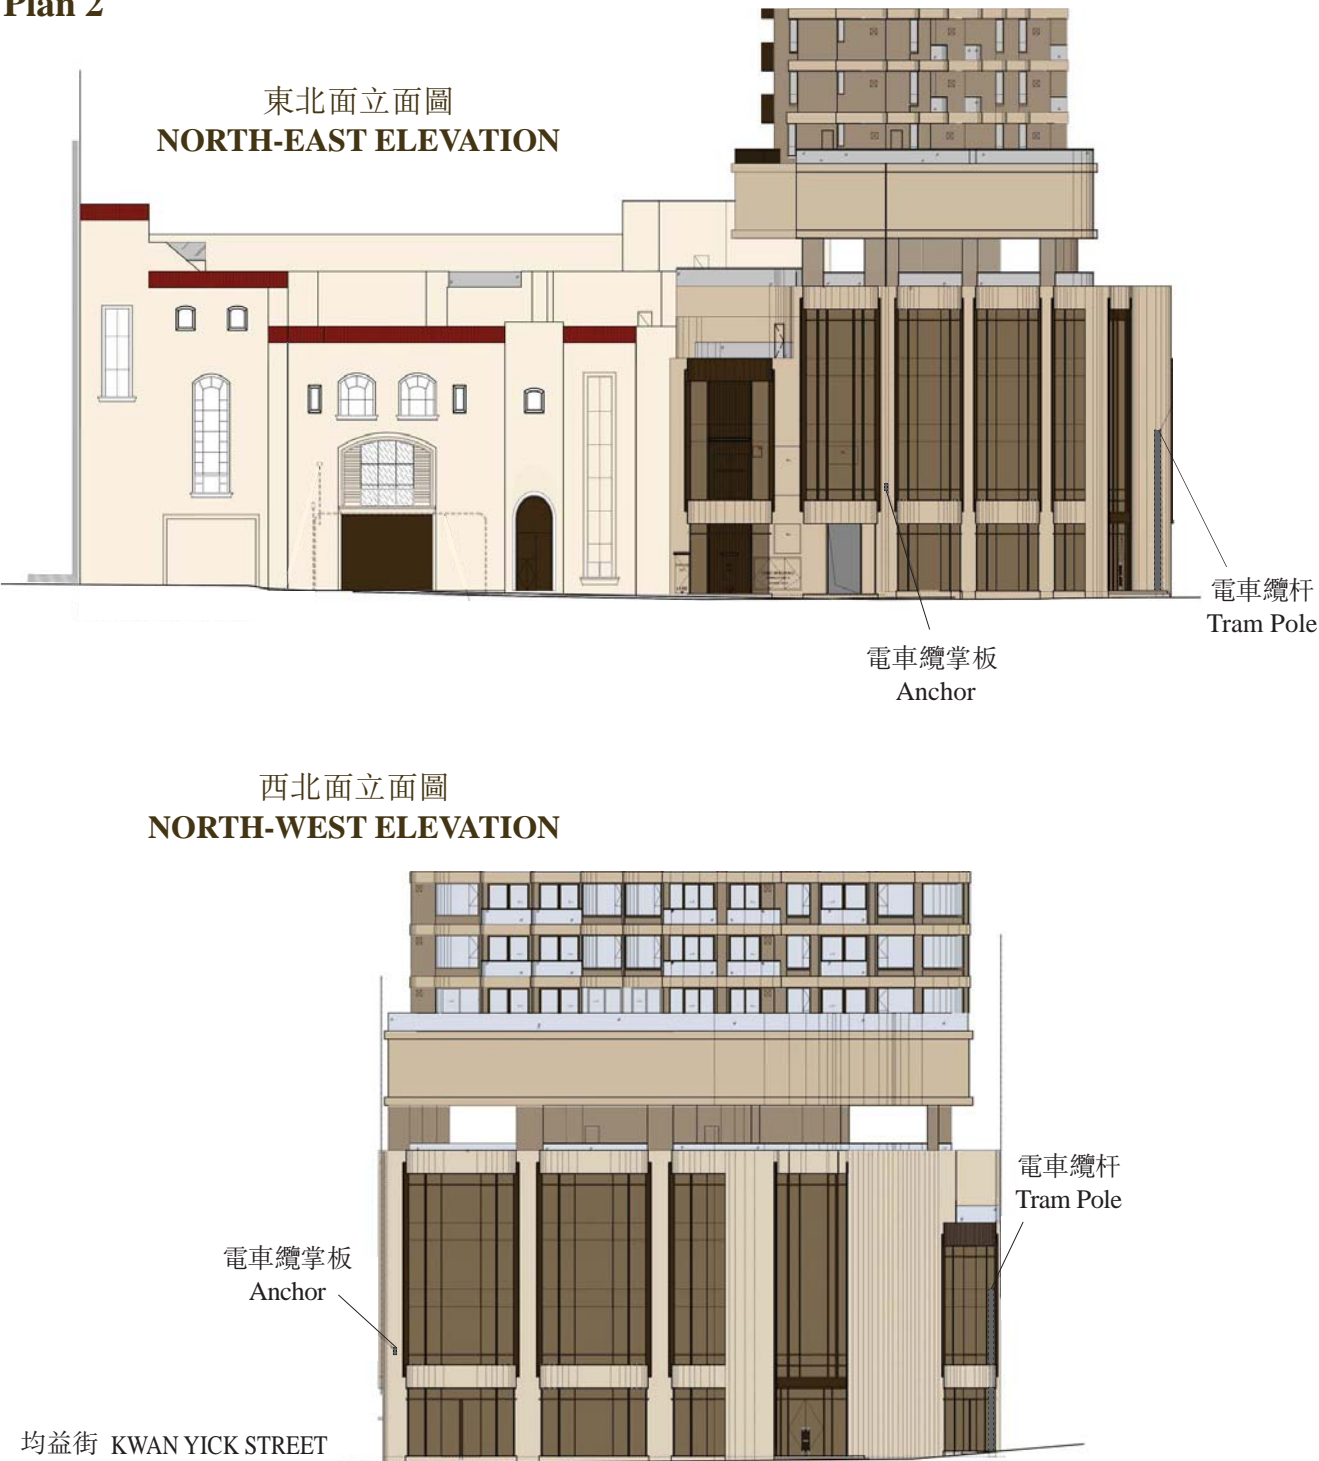 Plan 2
東北面立面圖
NORTH-EAST ELEVATION
電車纜杆
Tram Pole
電車纜掌板
Anchor
西北面立面圖
NORTH-WEST ELEVATION
電車纜杆
Tram Pole
電車纜掌板
Anchor
均益街 KWAN YICK STREET